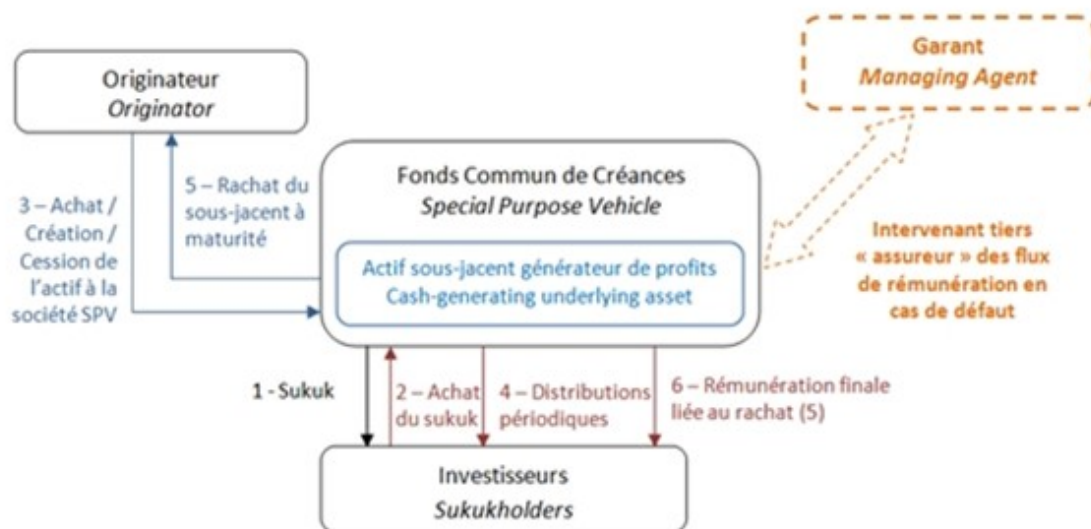 Garant
Managing Agent
Originateur
Originator
3 – Achat /
Création /
Cession de
l'actif à la
société SPV
5 – Rachat du
sous-jacent à
maturité
Fonds Commun de Créances
Special Purpose Vehicle
Actif sous-jacent générateur de profits
Cash-generating underlying asset
Intervenant tiers
« assureur » des flux
de rémunération en
cas de défaut
1 - Sukuk
2 – Achat
du sukuk
4 – Distributions
périodiques
6 – Rémunération finale
liée au rachat (5)
Investisseurs
Sukukholders